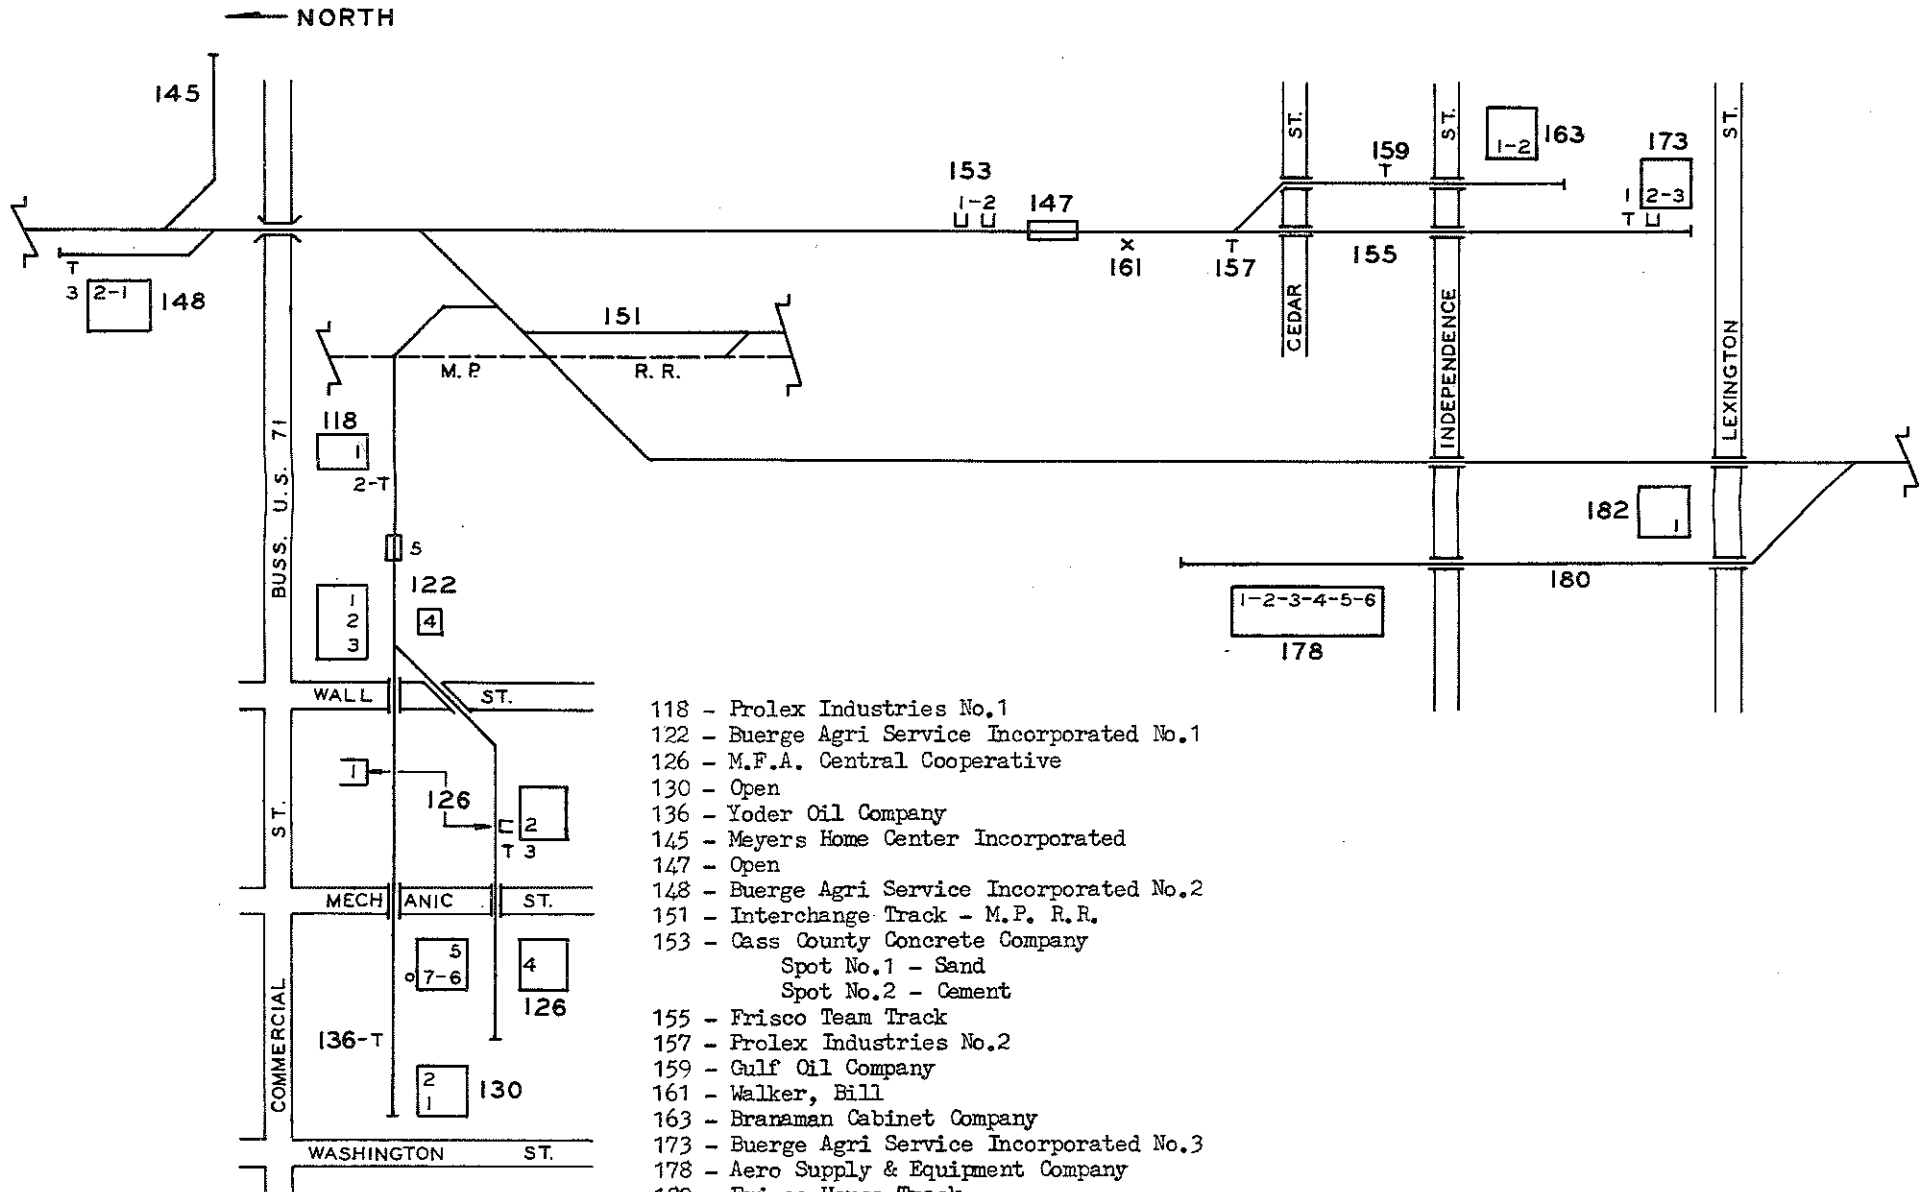 NORTH
145
153
1-2
147
ST.
159
T
ST.
1-2
163
173
1 2-3
T
ST.
T
3 2-1
148
x
161
T
157
155
151
M.P. R.R.
CEDAR
INDEPENDENCE
LEXINGTON
BUSS. U.S. 71
118
1
2-T
5
122
1
2
3
4
182
1
180
1-2-3-4-5-6
178
WALL ST.
1
126
2
T 3
ST.
MECHANIC ST.
5
7-6
4
126
COMMERCIAL
136-T
2
1
130
WASHINGTON ST.
118 - Prolex Industries No.1
122 - Buerge Agri Service Incorporated No.1
126 - M.F.A. Central Cooperative
130 - Open
136 - Yoder Oil Company
145 - Meyers Home Center Incorporated
147 - Open
148 - Buerge Agri Service Incorporated No.2
151 - Interchange Track - M.P. R.R.
153 - Cass County Concrete Company
Spot No.1 - Sand
Spot No.2 - Cement
155 - Frisco Team Track
157 - Prolex Industries No.2
159 - Gulf Oil Company
161 - Walker, Bill
163 - Branaman Cabinet Company
173 - Buerge Agri Service Incorporated No.3
178 - Aero Supply & Equipment Company